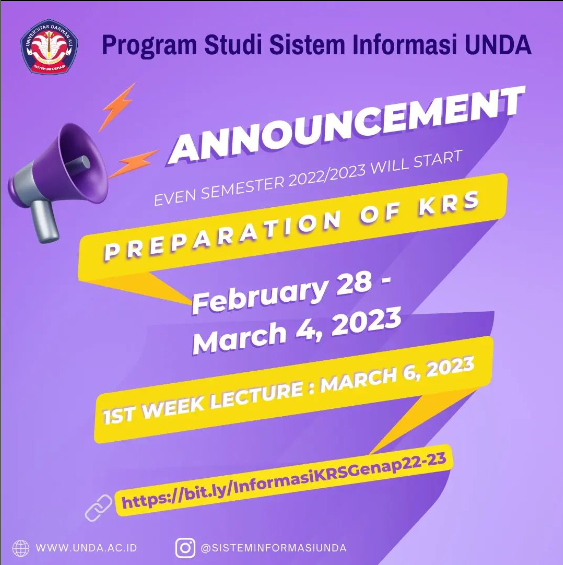 Program Studi Sistem Informasi UNDA
ANNOUNCEMENT
EVEN SEMESTER 2022/2023 WILL START
PREPARATION OF KRS
February 28 -
March 4, 2023
1ST WEEK LECTURE : MARCH 6, 2023
https://bit.ly/InformasiKRSGenap22-23
WWW.UNDA.AC.ID
@SISTEMINFORMASIUNDA